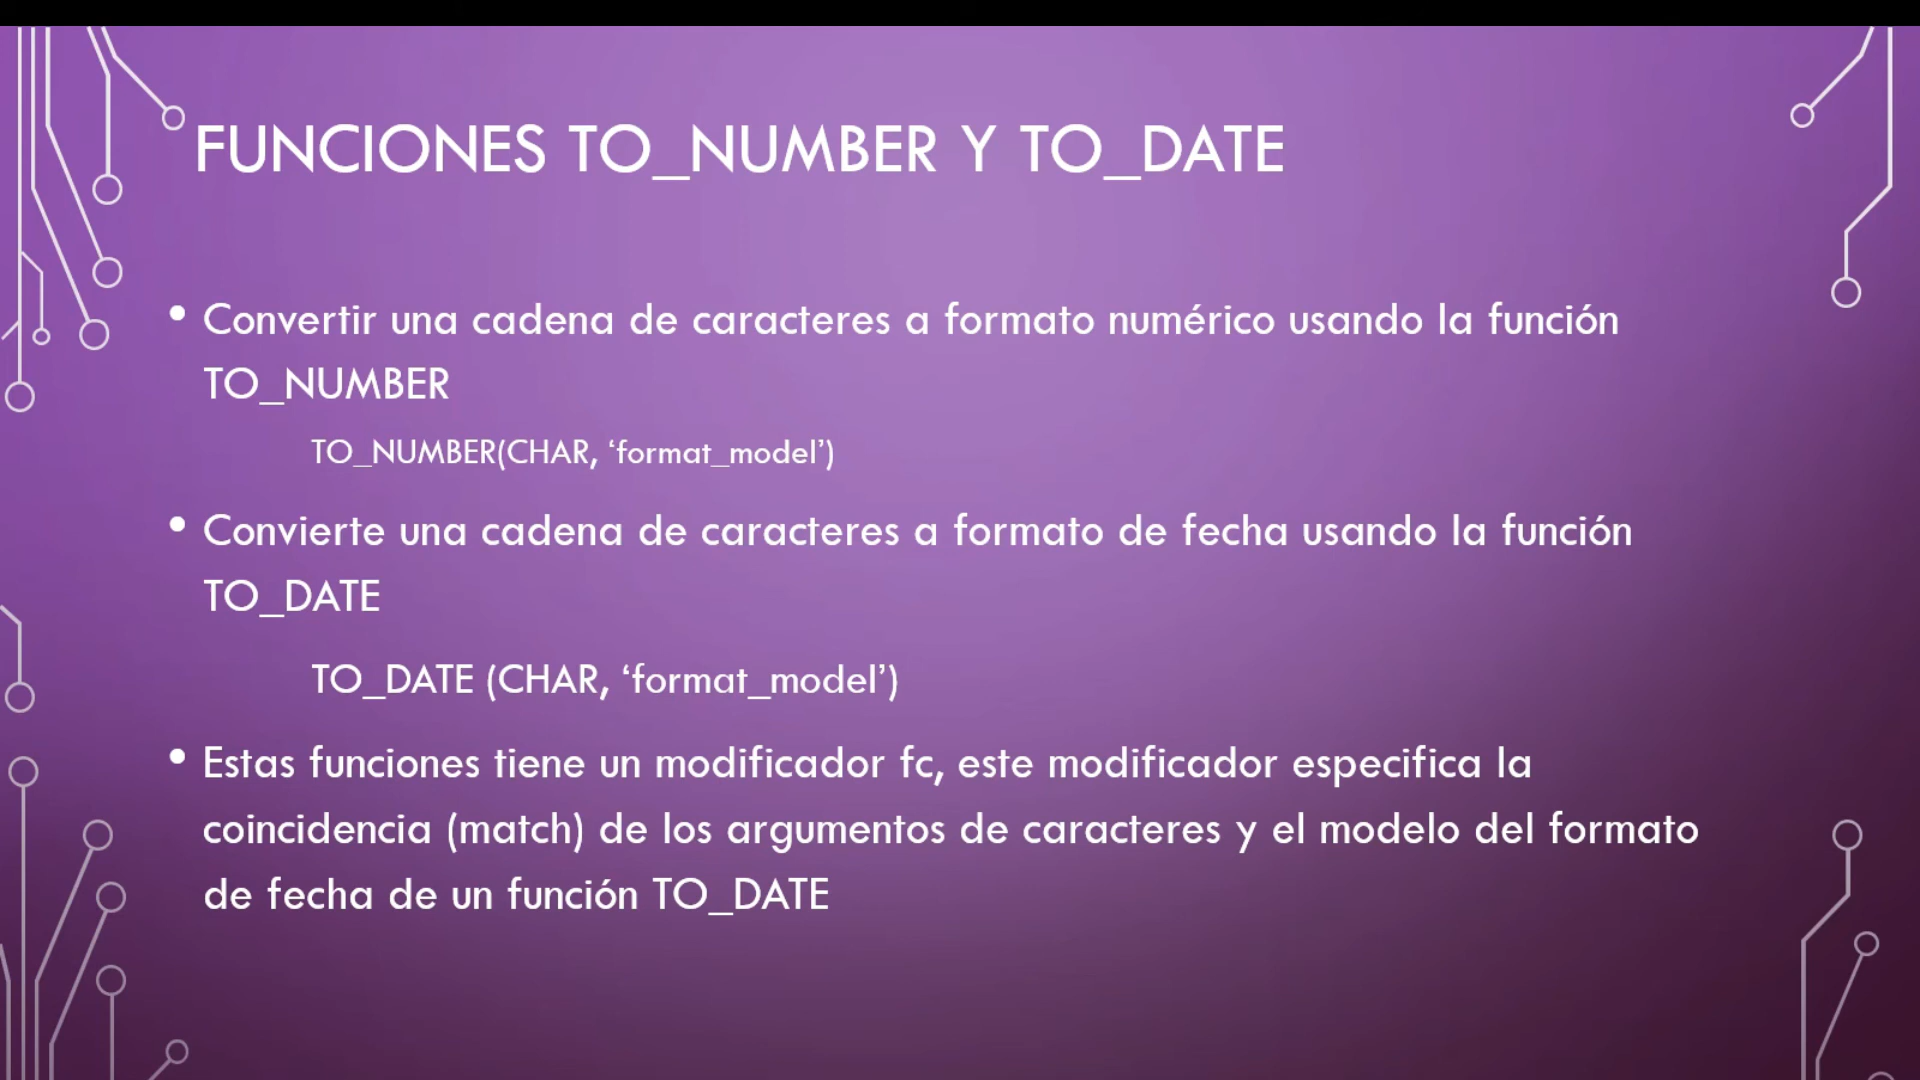 FUNCIONES TO_NUMBER Y TO_DATE
• Convertir una cadena de caracteres a formato numérico usando la función
TO_NUMBER
TO_NUMBER(CHAR, ‘format_model’)
• Convierte una cadena de caracteres a formato de fecha usando la función
TO_DATE
TO_DATE (CHAR, ‘format_model’)
• Estas funciones tiene un modificador fc, este modificador especifica la
coincidencia (match) de los argumentos de caracteres y el modelo del formato
de fecha de un función TO_DATE